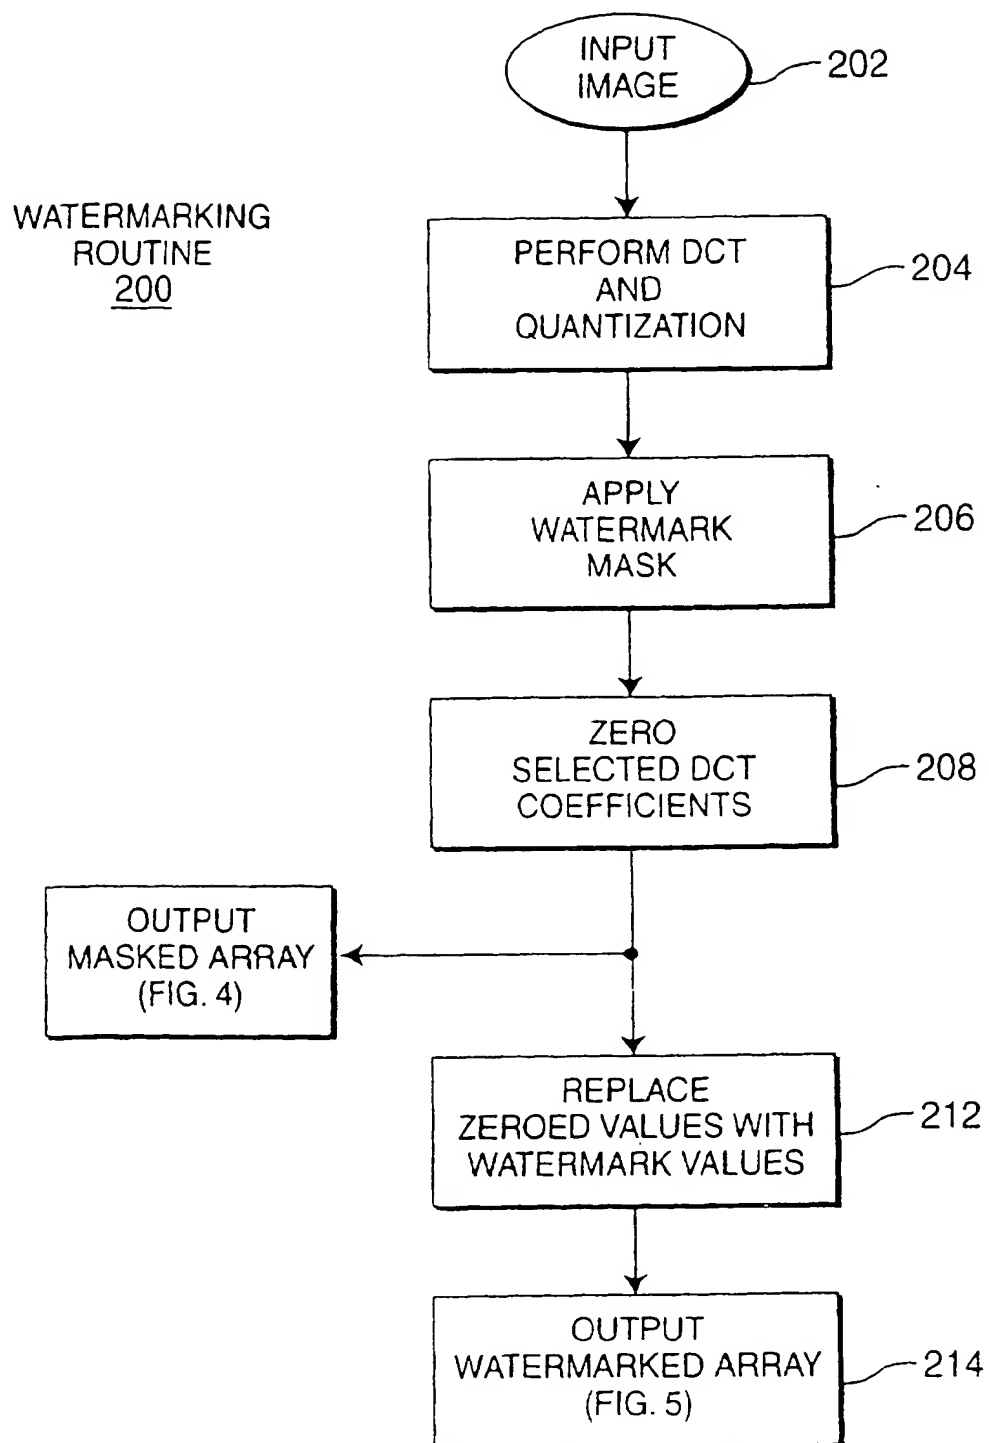 INPUT
IMAGE
202
WATERMARKING
ROUTINE
200
PERFORM DCT
AND
QUANTIZATION
204
APPLY
WATERMARK
MASK
206
ZERO
SELECTED DCT
COEFFICIENTS
208
OUTPUT
MASKED ARRAY
(FIG. 4)
REPLACE
ZEROED VALUES WITH
WATERMARK VALUES
212
OUTPUT
WATERMARKED ARRAY
(FIG. 5)
214